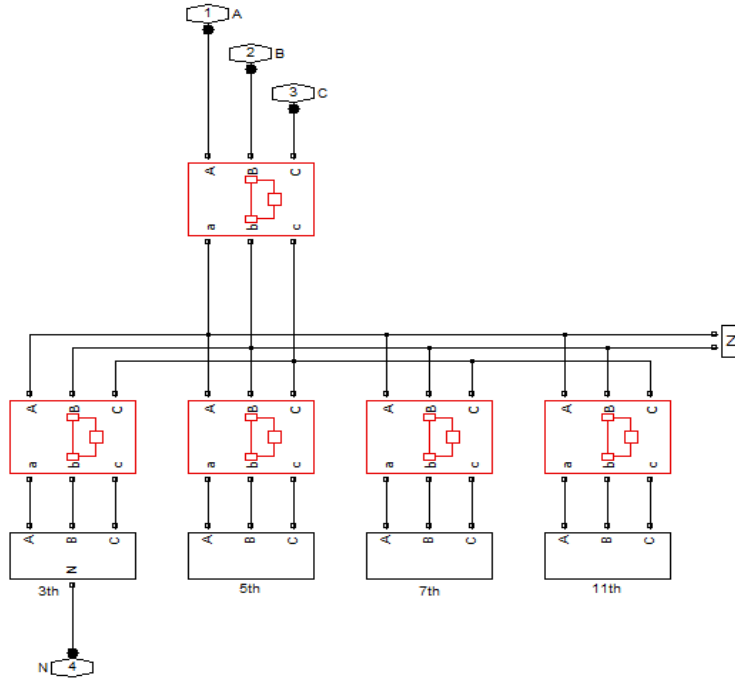 1 A
2 B
3 C
A B C
a b c
Z
A B C A B C A B C A B C
a b c a b c a b c a b c
A B C A B C A B C A B C
N
3th 5th 7th 11th
N 4